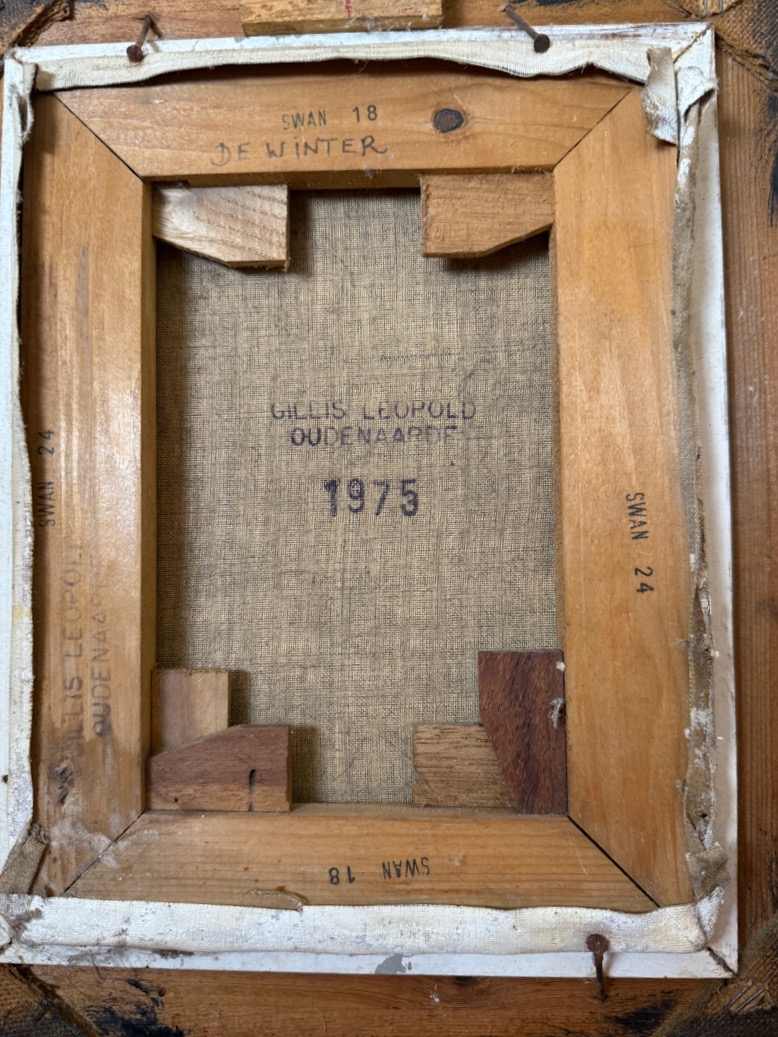 SWAN 18
DE WINTER
GILLIS LEOPOLD
OUDENAARDE
1975
SWAN 24
GILLIS LEOPOLD
OUDENAARDE
SWAN 24
SWAN 18